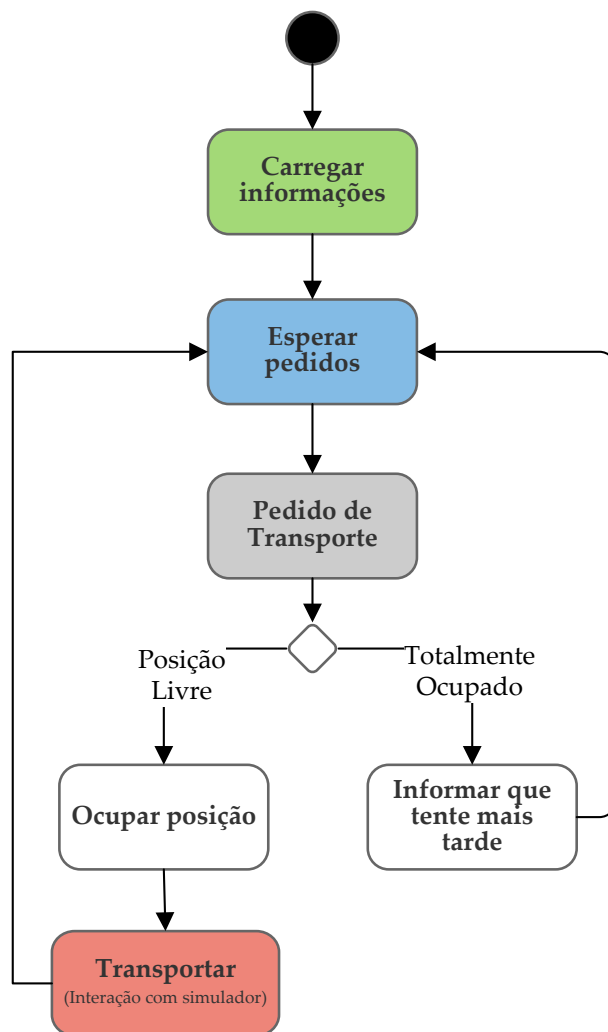 Carregar
informações
Esperar
pedidos
Pedido de
Transporte
Posição
Livre
Totalmente
Ocupado
Ocupar posição
Informar que
tente mais
tarde
Transportar
(Interação com simulador)